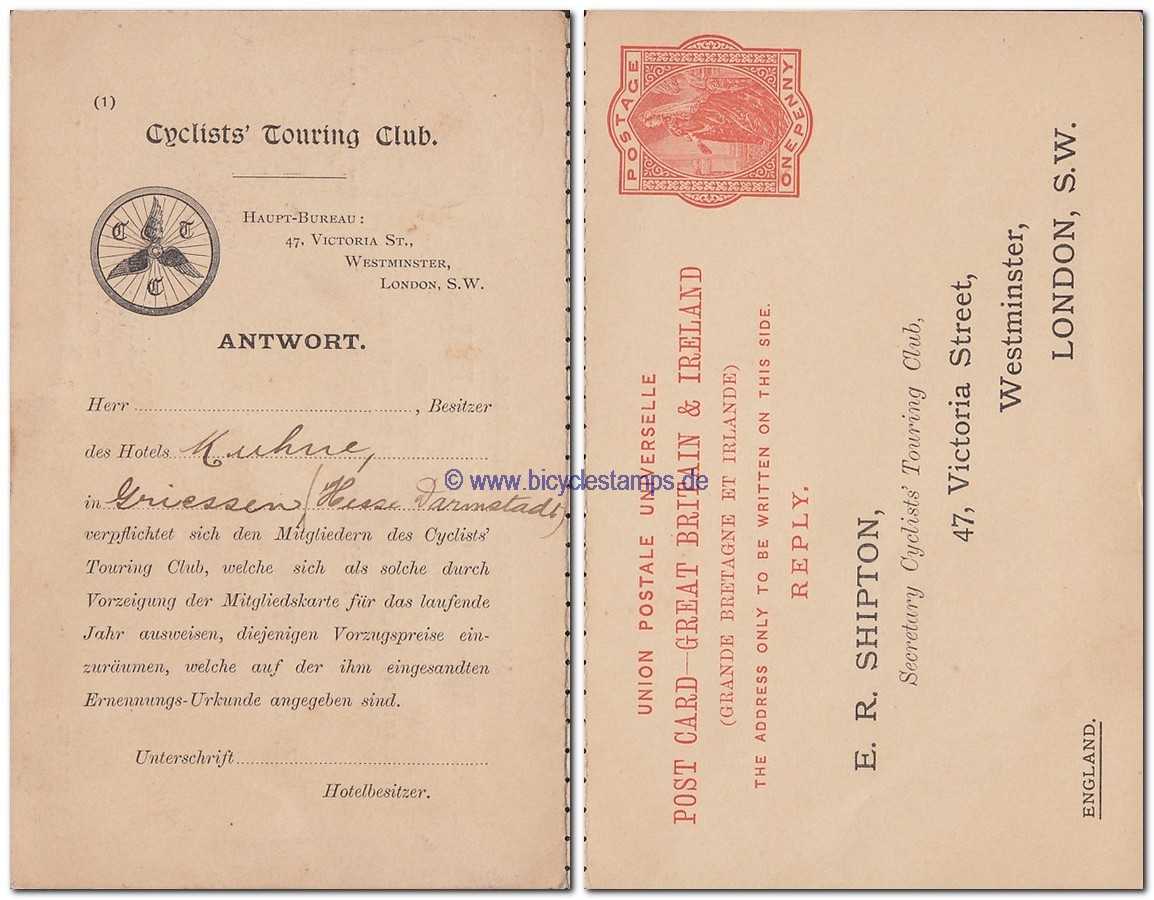 (1)
Cyclists' Touring Club.
C C T
C
HAUPT-BUREAU:
47, VICTORIA ST.,
WESTMINSTER,
LONDON, S.W.
ANTWORT.
Herr ..., Besitzer
des Hotels Kuhne,
in Griessen (Hesse Darmstadt)
verpflichtet sich den Mitgliedern des Cyclists'
Touring Club, welche sich als solche durch
Vorzeigung der Mitgliedskarte für das laufende
Jahr ausweisen, diejenigen Vorzugspreise ein-
zuräumen, welche auf der ihm eingesandten
Ernennungs-Urkunde angegeben sind.
Unterschrift
Hotelbesitzer.
© www.bicyclestamps.de
POSTAGE
ONE PENNY
UNION POSTALE UNIVERSELLE
POST CARD—GREAT BRITAIN & IRELAND
(GRANDE BRETAGNE ET IRLANDE)
THE ADDRESS ONLY TO BE WRITTEN ON THIS SIDE.
REPLY.
E. R. SHIPTON,
Secretary Cyclists' Touring Club,
47, Victoria Street,
Westminster,
LONDON, S.W.
ENGLAND.